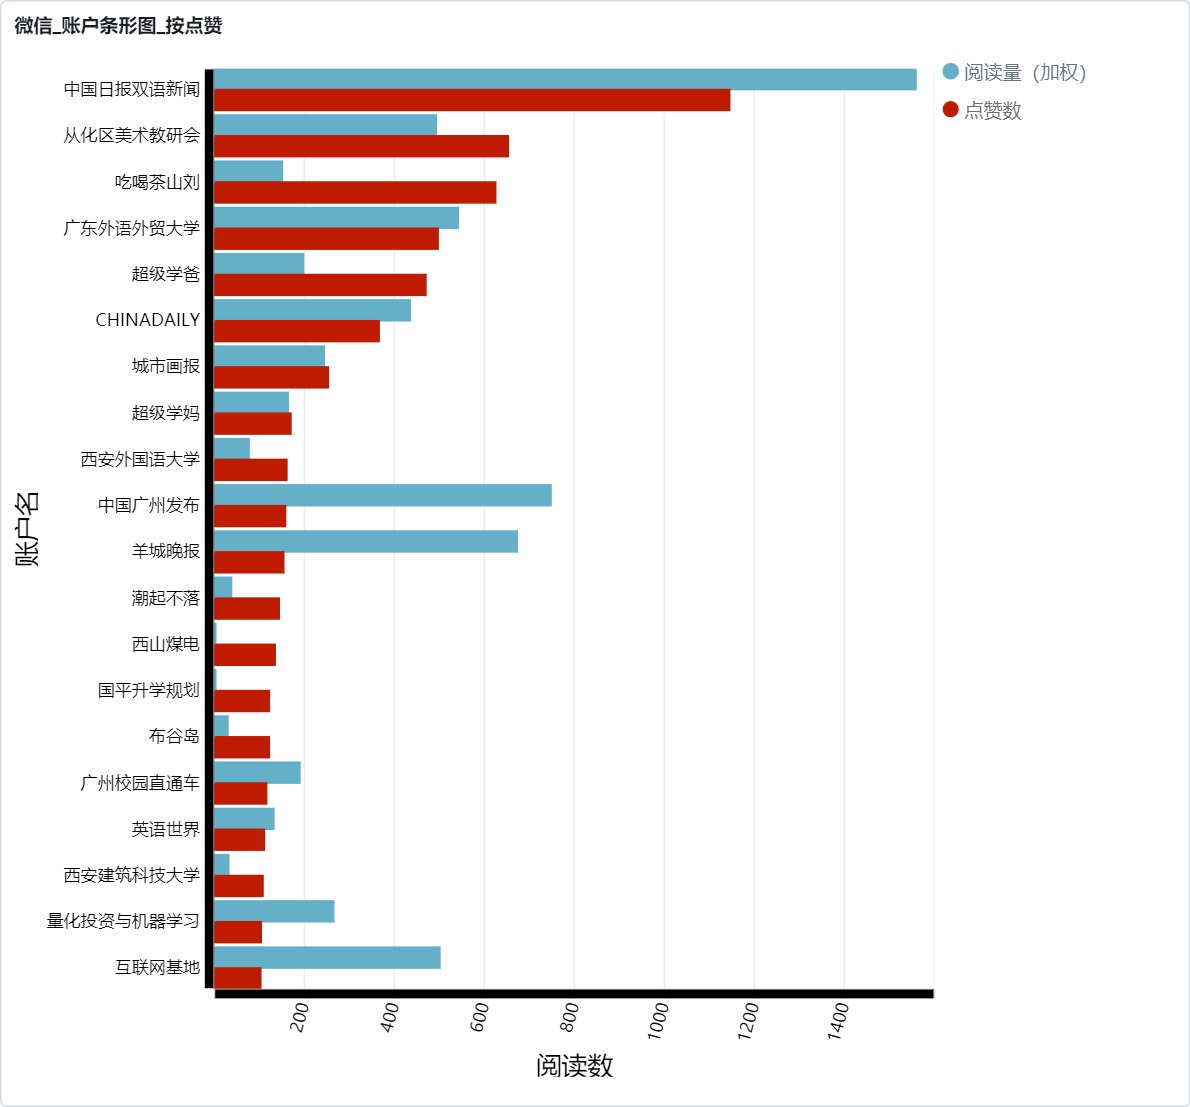 微信_账户条形图_按点赞
阅读量（加权）
点赞数
中国日报双语新闻
从化区美术教研会
吃喝茶山刘
广东外语外贸大学
超级学爸
CHINADAILY
城市画报
超级学妈
西安外国语大学
中国广州发布
羊城晚报
潮起不落
西山煤电
国平升学规划
布谷岛
广州校园直通车
英语世界
西安建筑科技大学
量化投资与机器学习
互联网基地
账户名
200
400
600
800
1000
1200
1400
阅读数